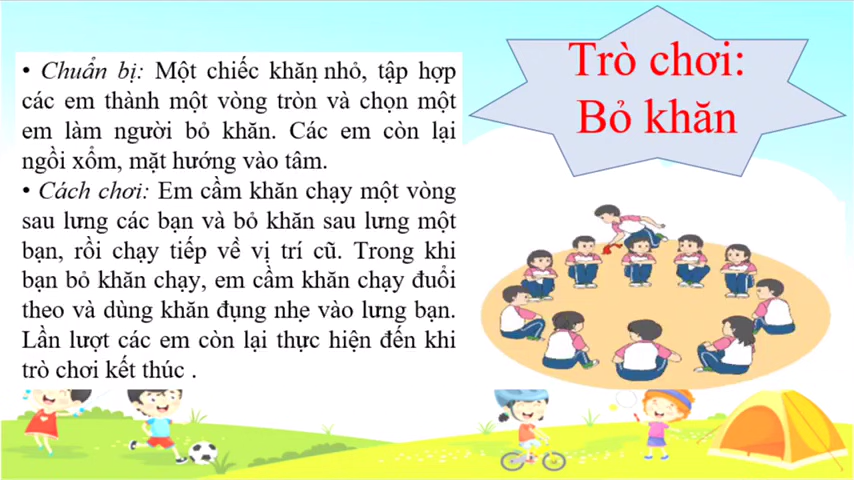 • Chuẩn bị: Một chiếc khăn nhỏ, tập hợp
các em thành một vòng tròn và chọn một
em làm người bỏ khăn. Các em còn lại
ngồi xổm, mặt hướng vào tâm.
• Cách chơi: Em cầm khăn chạy một vòng
sau lưng các bạn và bỏ khăn sau lưng một
bạn, rồi chạy tiếp về vị trí cũ. Trong khi
bạn bỏ khăn chạy, em cầm khăn chạy đuổi
theo và dùng khăn đụng nhẹ vào lưng bạn.
Lần lượt các em còn lại thực hiện đến khi
trò chơi kết thúc .
Trò chơi:
Bỏ khăn